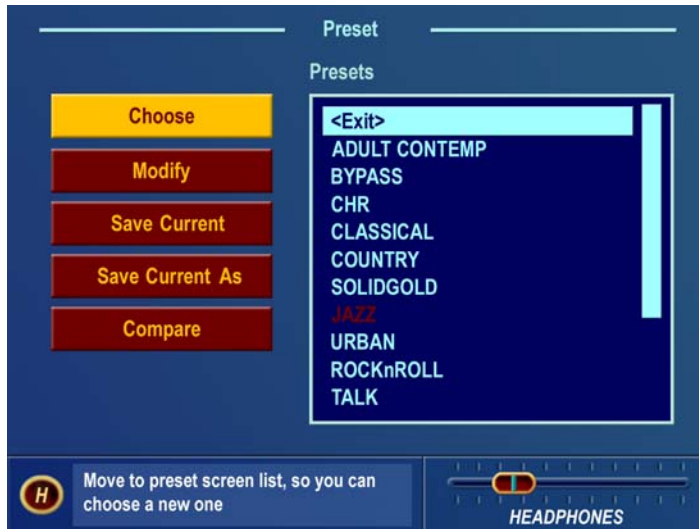 Preset
Presets
Choose
Modify
Save Current
Save Current As
Compare
<Exit>
ADULT CONTEMP
BYPASS
CHR
CLASSICAL
COUNTRY
SOLIDGOLD
JAZZ
URBAN
ROCKnROLL
TALK
H
Move to preset screen list, so you can
choose a new one
HEADPHONES